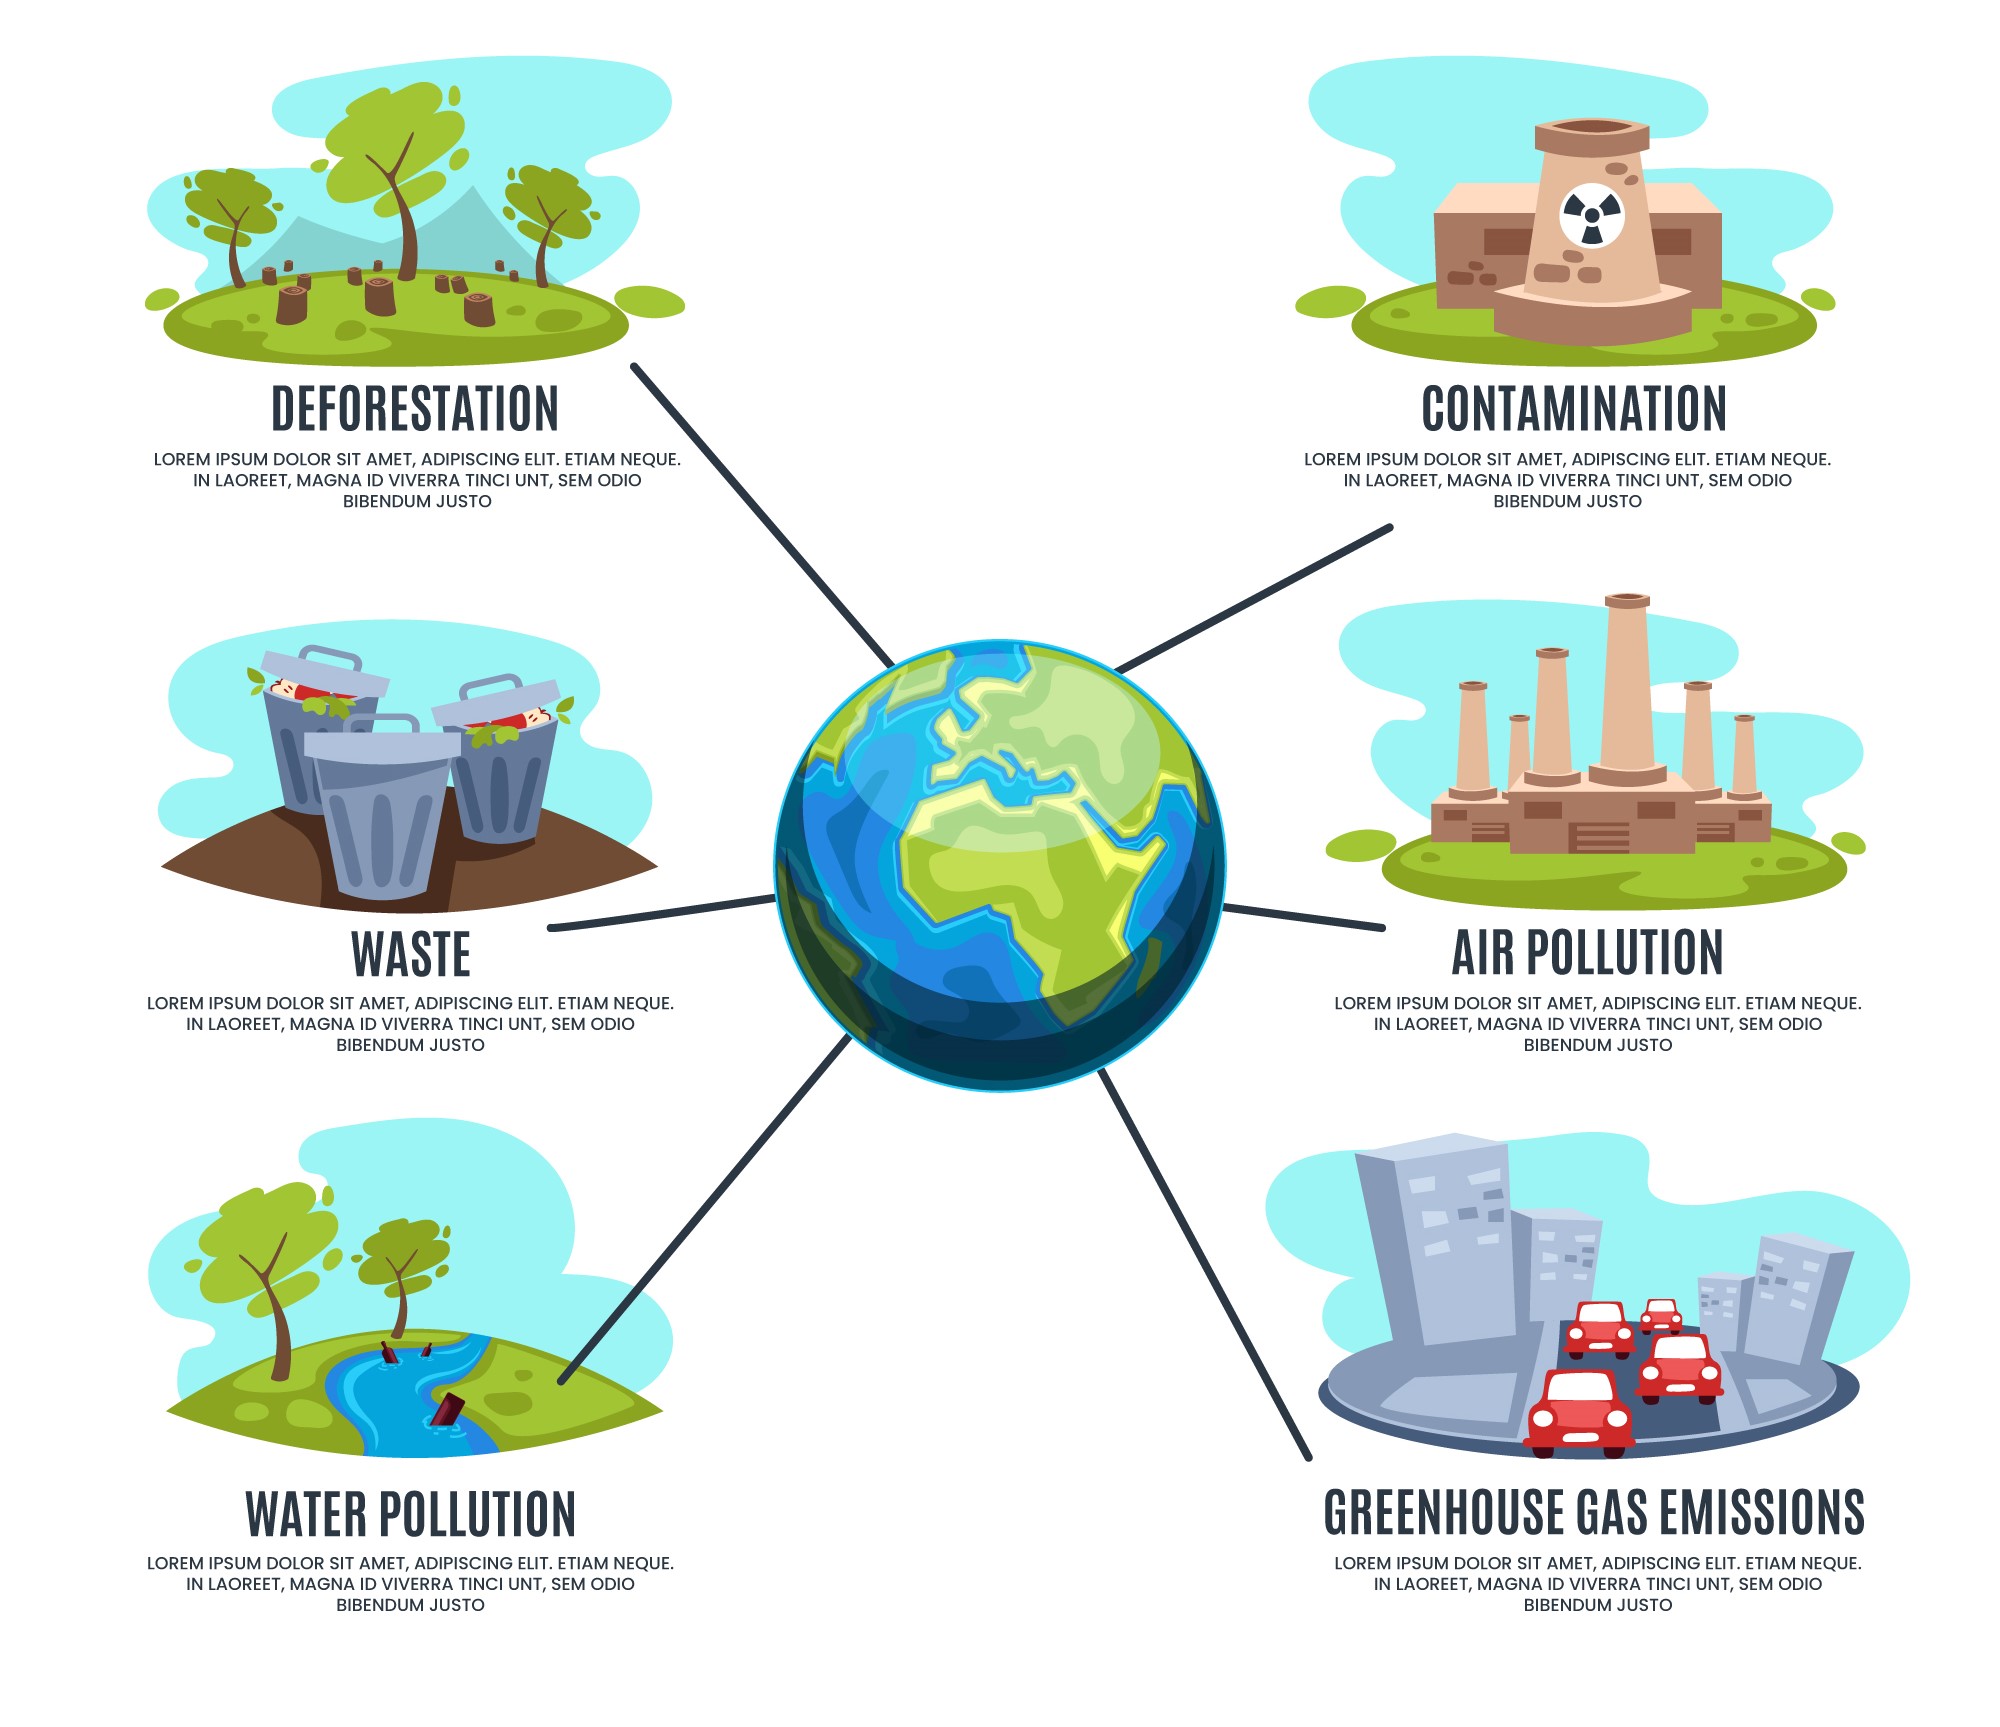 DEFORESTATION
LOREM IPSUM DOLOR SIT AMET, ADIPISCING ELIT. ETIAM NEQUE.
IN LAOREET, MAGNA ID VIVERRA TINCI UNT, SEM ODIO
BIBENDUM JUSTO
CONTAMINATION
LOREM IPSUM DOLOR SIT AMET, ADIPISCING ELIT. ETIAM NEQUE.
IN LAOREET, MAGNA ID VIVERRA TINCI UNT, SEM ODIO
BIBENDUM JUSTO
WASTE
LOREM IPSUM DOLOR SIT AMET, ADIPISCING ELIT. ETIAM NEQUE.
IN LAOREET, MAGNA ID VIVERRA TINCI UNT, SEM ODIO
BIBENDUM JUSTO
AIR POLLUTION
LOREM IPSUM DOLOR SIT AMET, ADIPISCING ELIT. ETIAM NEQUE.
IN LAOREET, MAGNA ID VIVERRA TINCI UNT, SEM ODIO
BIBENDUM JUSTO
WATER POLLUTION
LOREM IPSUM DOLOR SIT AMET, ADIPISCING ELIT. ETIAM NEQUE.
IN LAOREET, MAGNA ID VIVERRA TINCI UNT, SEM ODIO
BIBENDUM JUSTO
GREENHOUSE GAS EMISSIONS
LOREM IPSUM DOLOR SIT AMET, ADIPISCING ELIT. ETIAM NEQUE.
IN LAOREET, MAGNA ID VIVERRA TINCI UNT, SEM ODIO
BIBENDUM JUSTO